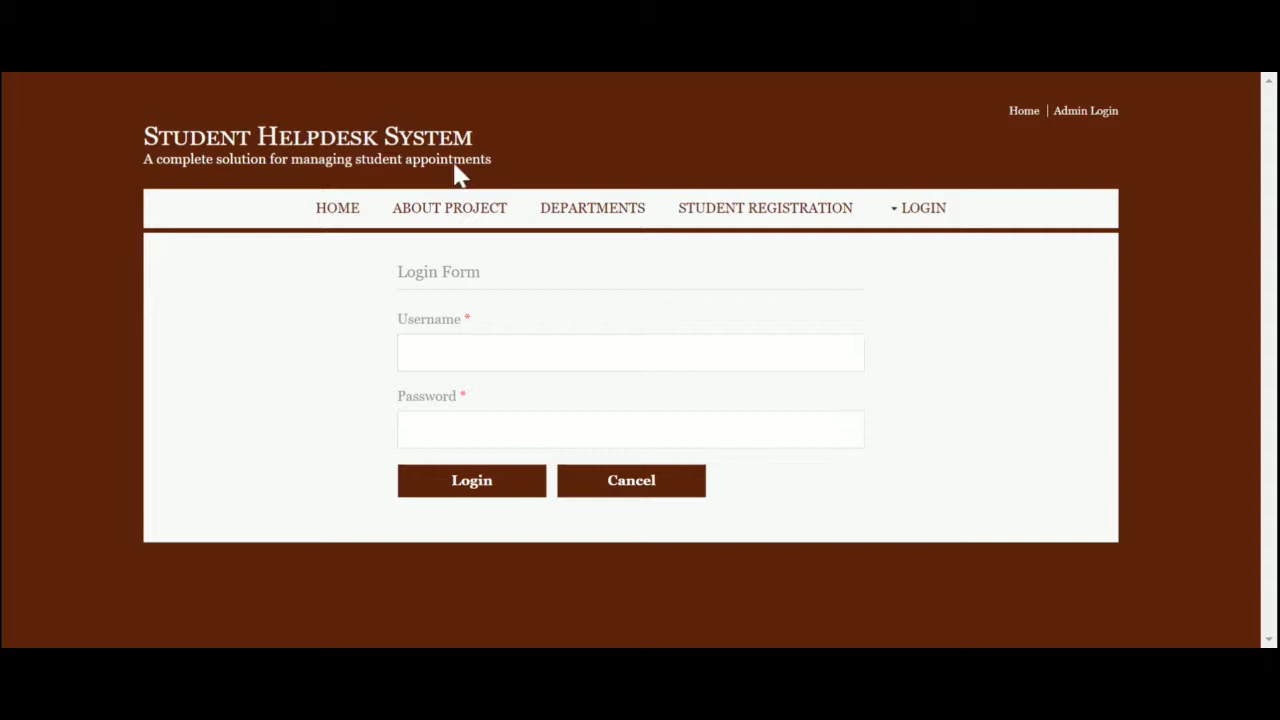 Home | Admin Login
STUDENT HELPDESK SYSTEM
A complete solution for managing student appointments
HOME ABOUT PROJECT DEPARTMENTS STUDENT REGISTRATION LOGIN
Login Form
Username *
Password *
Login Cancel